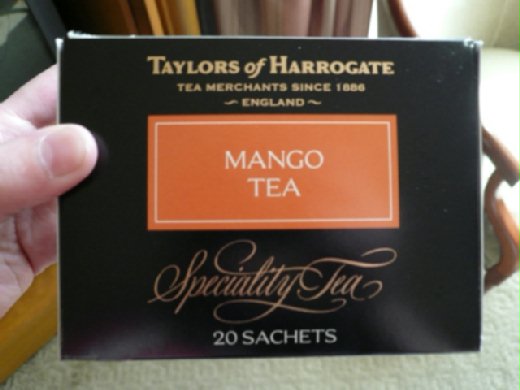 TAYLORS of HARROGATE
TEA MERCHANTS SINCE 1886
~ ENGLAND ~
MANGO
TEA
Speciality Tea
20 SACHETS